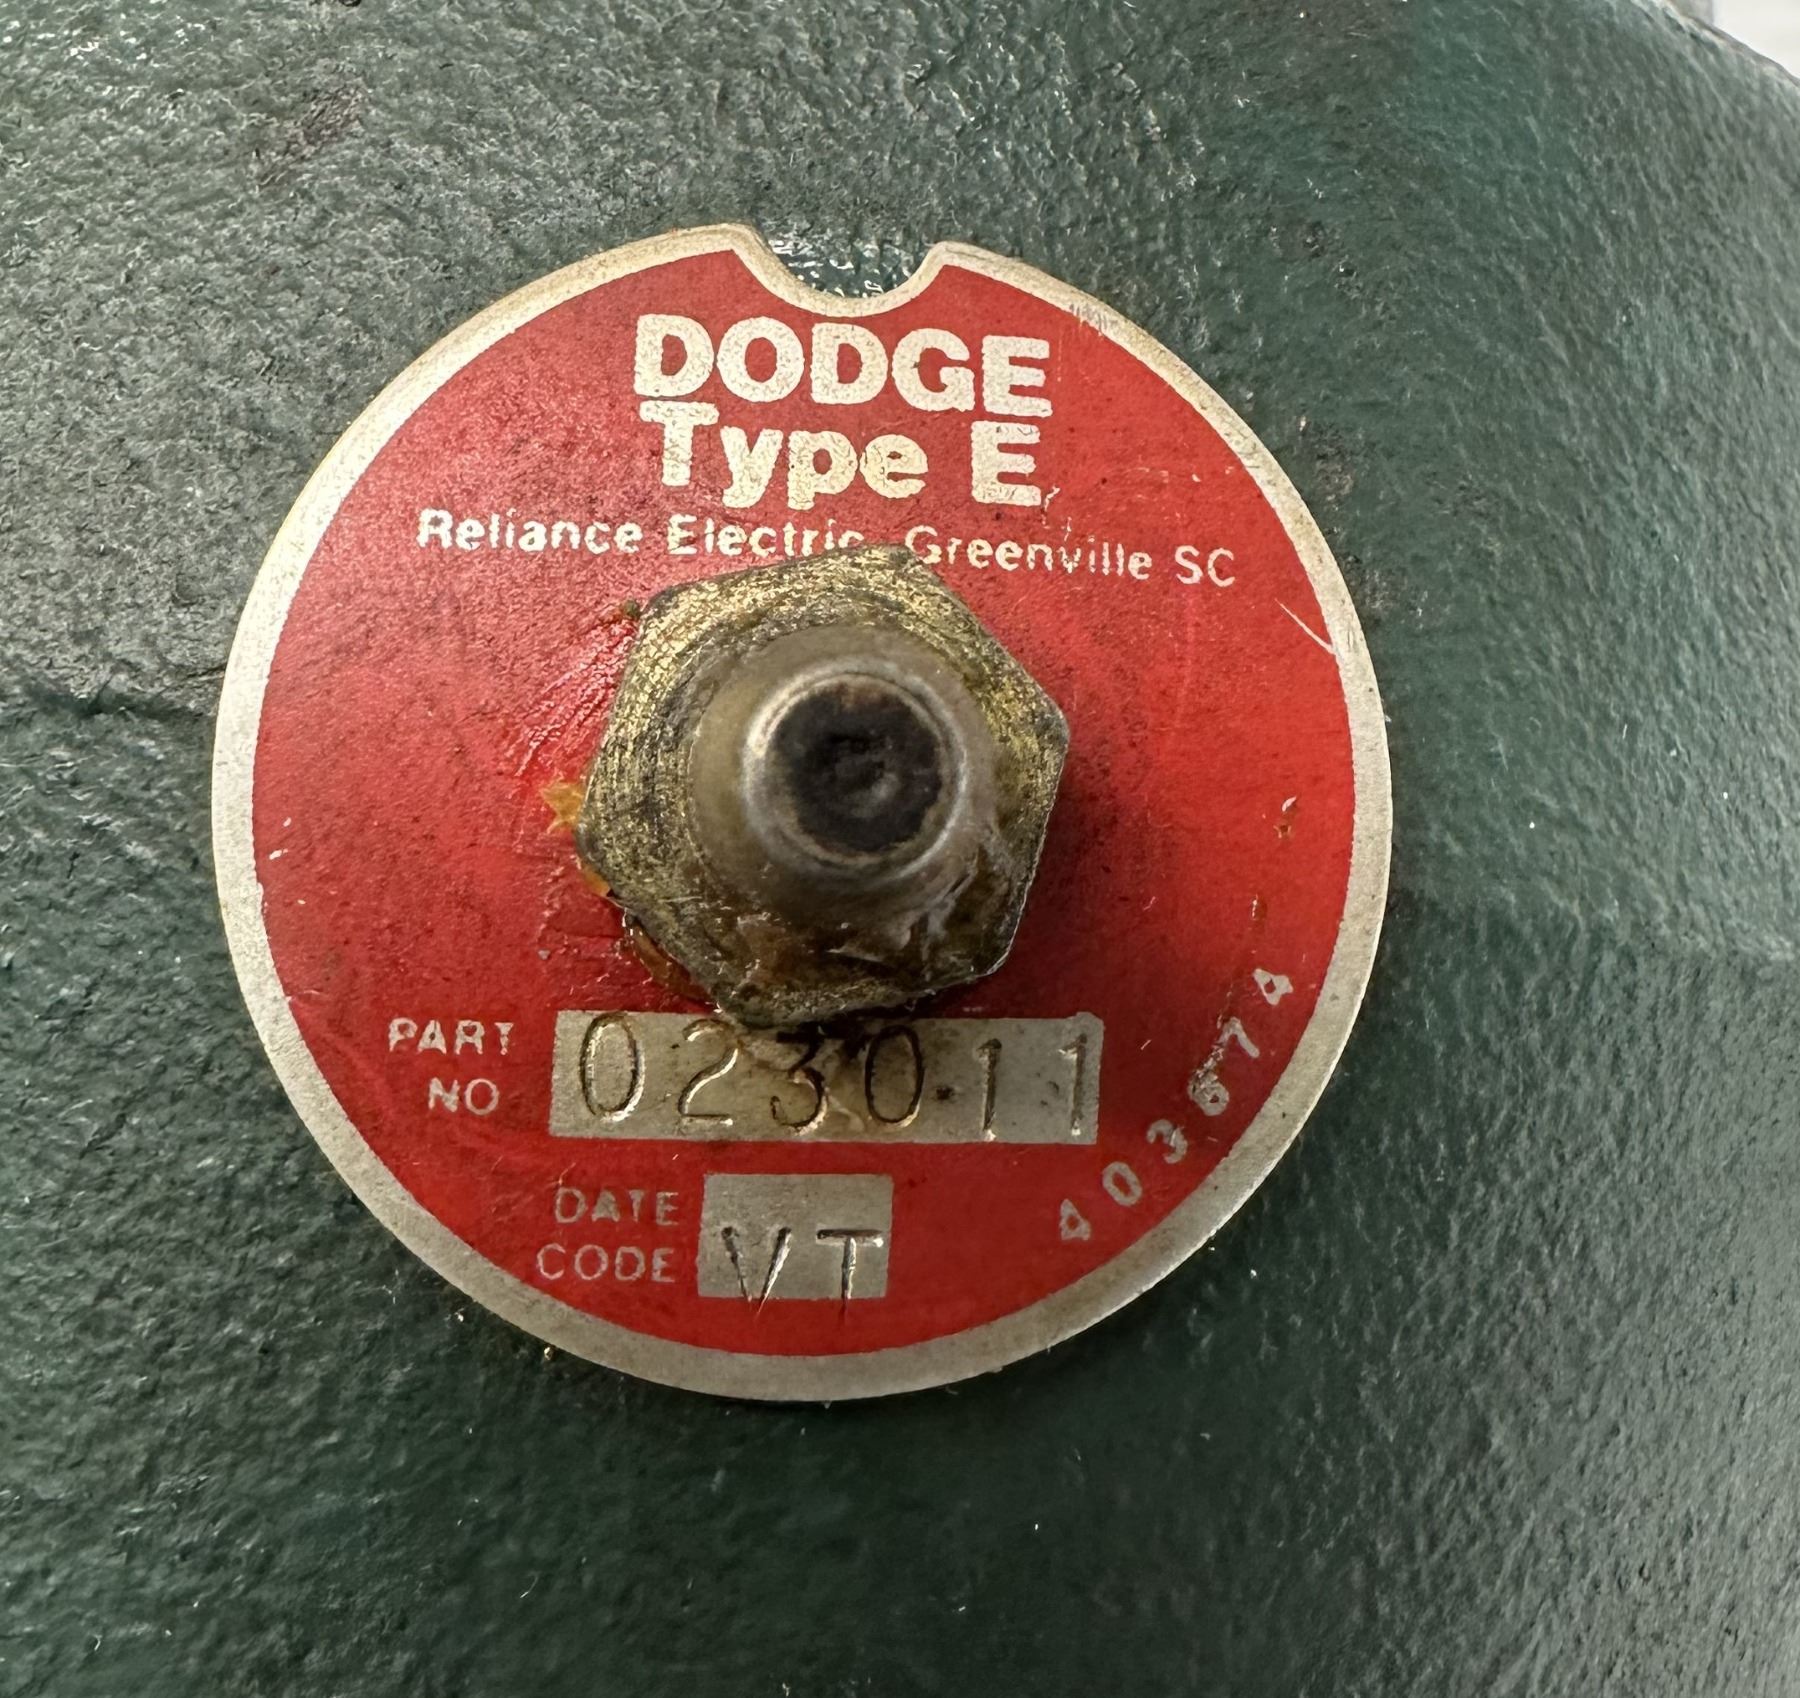 DODGE
Type E
Reliance Electric Greenville SC
PART
NO
023011
DATE
CODE
VT
403674